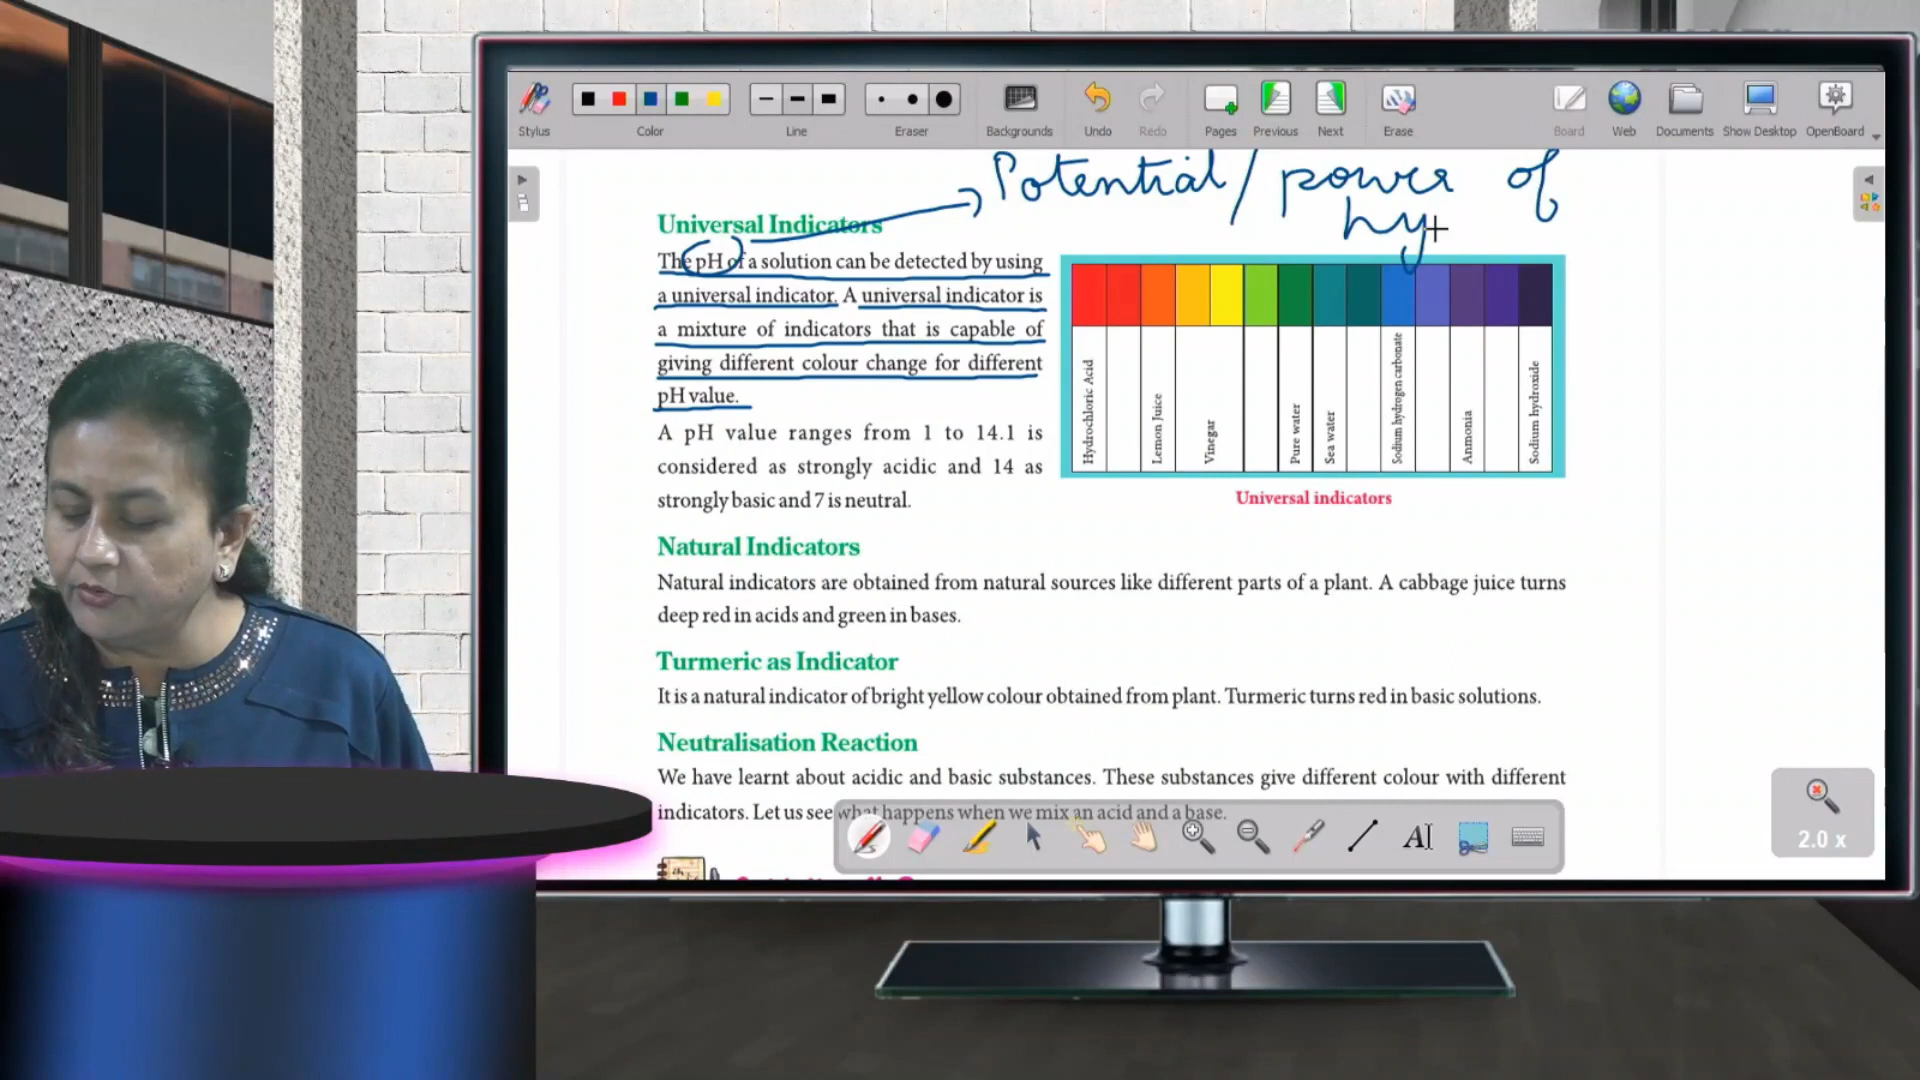 Stylus
Color
Line
Eraser
Backgrounds
Undo
Redo
Pages
Previous
Next
Erase
Board
Web
Documents
Show Desktop
OpenBoard
Potential / power of
hy
Universal Indicators
The pH of a solution can be detected by using
a universal indicator. A universal indicator is
a mixture of indicators that is capable of
giving different colour change for different
pH value.
A pH value ranges from 1 to 14.1 is
considered as strongly acidic and 14 as
strongly basic and 7 is neutral.
Hydrochloric Acid
Lemon Juice
Vinegar
Pure water
Sea water
Sodium hydrogen carbonate
Anmonia
Sodium hydroxide
Universal indicators
Natural Indicators
Natural indicators are obtained from natural sources like different parts of a plant. A cabbage juice turns
deep red in acids and green in bases.
Turmeric as Indicator
It is a natural indicator of bright yellow colour obtained from plant. Turmeric turns red in basic solutions.
Neutralisation Reaction
We have learnt about acidic and basic substances. These substances give different colour with different
indicators. Let us see what happens when we mix an acid and a base.
AI
2.0 x